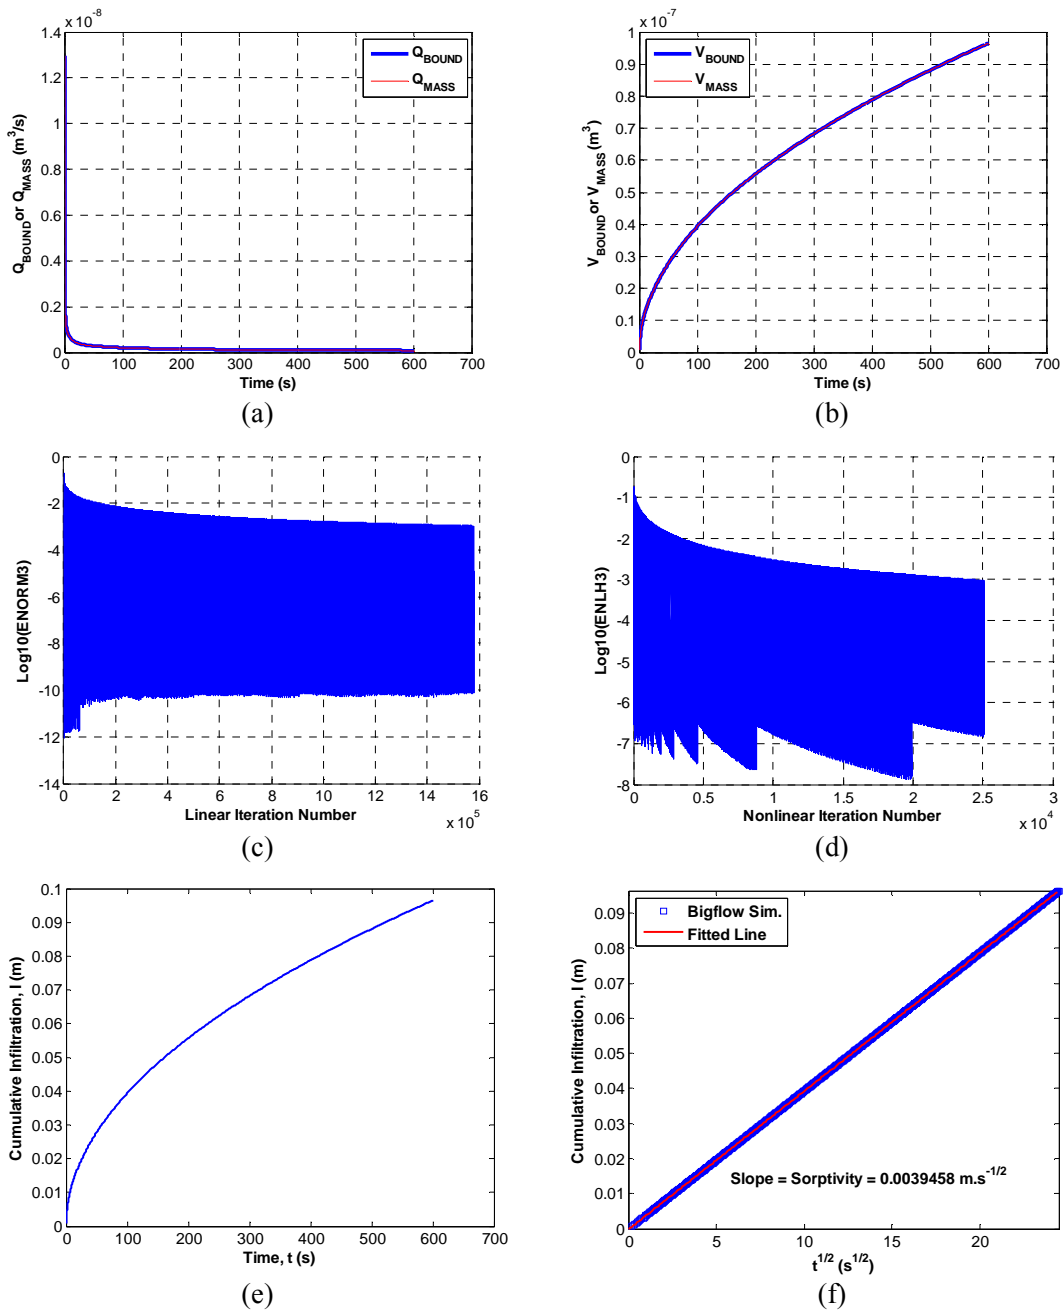 x 10^-8
1.4
1.2
1
0.8
0.6
0.4
0.2
0
Q_BOUND or Q_MASS (m^3/s)
Q_BOUND
Q_MASS
0 100 200 300 400 500 600 700
Time (s)
(a)
x 10^-7
1
0.9
0.8
0.7
0.6
0.5
0.4
0.3
0.2
0.1
0
V_BOUND or V_MASS (m^3)
V_BOUND
V_MASS
0 100 200 300 400 500 600 700
Time (s)
(b)
0
-2
-4
-6
-8
-10
-12
-14
Log10(ENORM3)
0 2 4 6 8 10 12 14 16
Linear Iteration Number
x 10^5
(c)
0
-1
-2
-3
-4
-5
-6
-7
-8
Log10(ENLH3)
0 0.5 1 1.5 2 2.5 3
Nonlinear Iteration Number
x 10^4
(d)
0.1
0.09
0.08
0.07
0.06
0.05
0.04
0.03
0.02
0.01
0
Cumulative Infiltration, I (m)
0 100 200 300 400 500 600 700
Time, t (s)
(e)
0.09
0.08
0.07
0.06
0.05
0.04
0.03
0.02
0.01
0
Cumulative Infiltration, I (m)
Bigflow Sim.
Fitted Line
Slope = Sorptivity = 0.0039458 m.s^-1/2
0 5 10 15 20
t^1/2 (s^1/2)
(f)